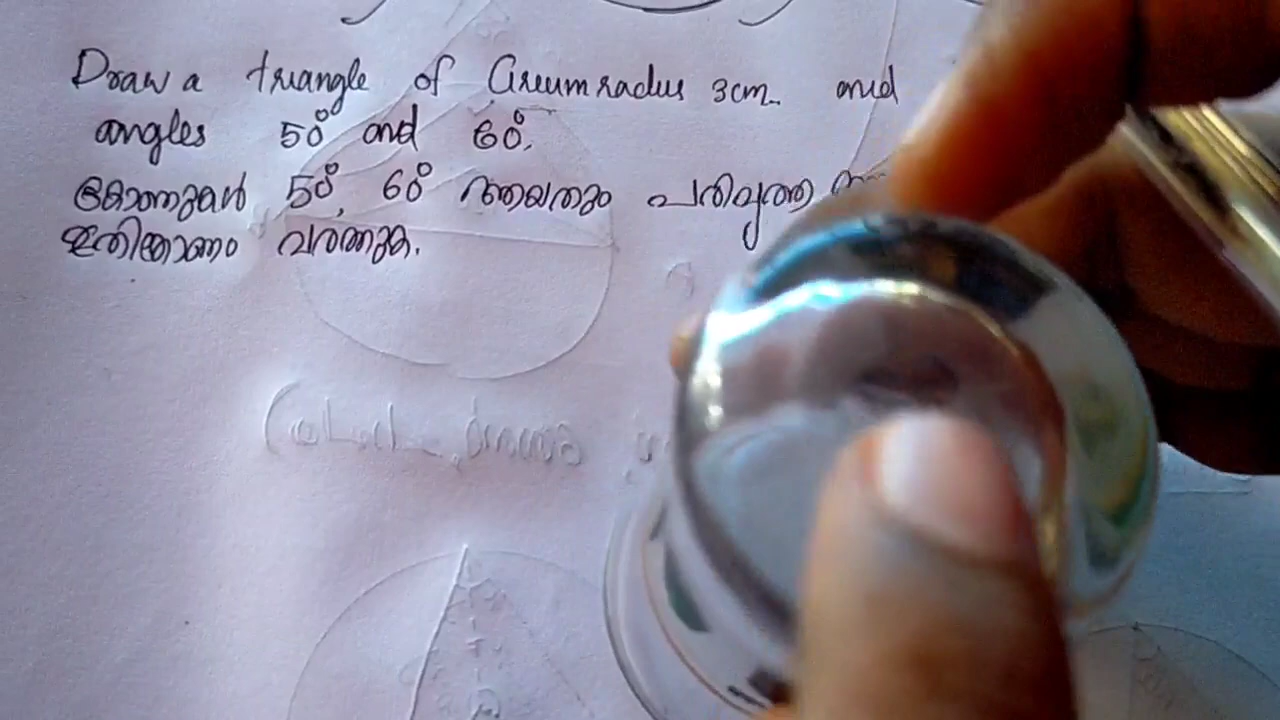 Draw a triangle of Circumradius 3cm. and
angles 50° and 60°.
കോണുകൾ 50°, 60° ആയതും പരിവൃത്ത
ത്രികോണം വരയ്ക്കുക.